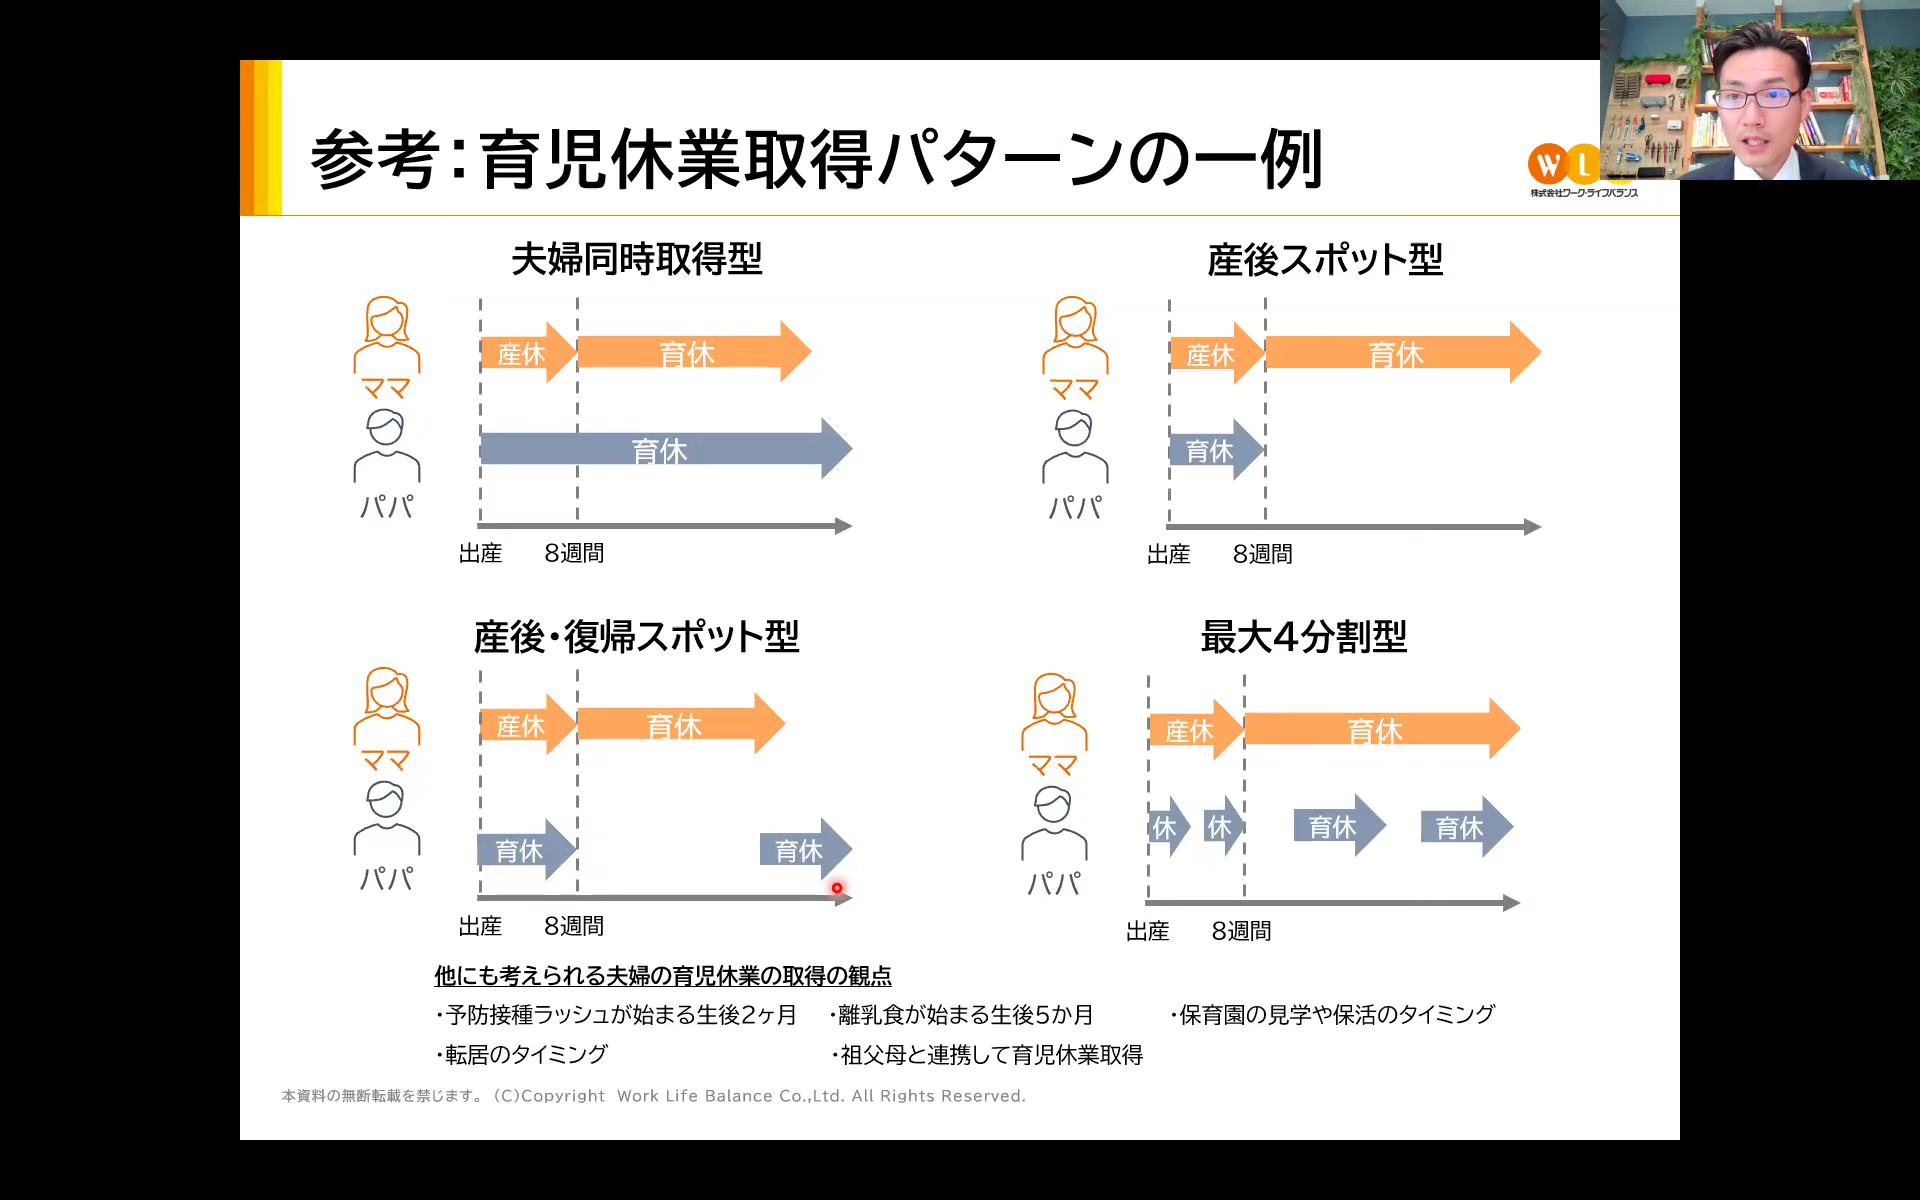 参考：育児休業取得パターンの一例
WL
株式会社ワーク・ライフバランス
夫婦同時取得型
産休
育休
ママ
育休
パパ
出産
8週間
産後スポット型
産休
育休
ママ
育休
パパ
出産
8週間
産後・復帰スポット型
産休
育休
ママ
育休
育休
パパ
出産
8週間
最大4分割型
産休
育休
ママ
休
休
育休
育休
パパ
出産
8週間
他にも考えられる夫婦の育児休業の取得の観点
・予防接種ラッシュが始まる生後2ヶ月
・離乳食が始まる生後5か月
・保育園の見学や保活のタイミング
・転居のタイミング
・祖父母と連携して育児休業取得
本資料の無断転載を禁じます。（C)Copyright Work Life Balance Co.,Ltd. All Rights Reserved.